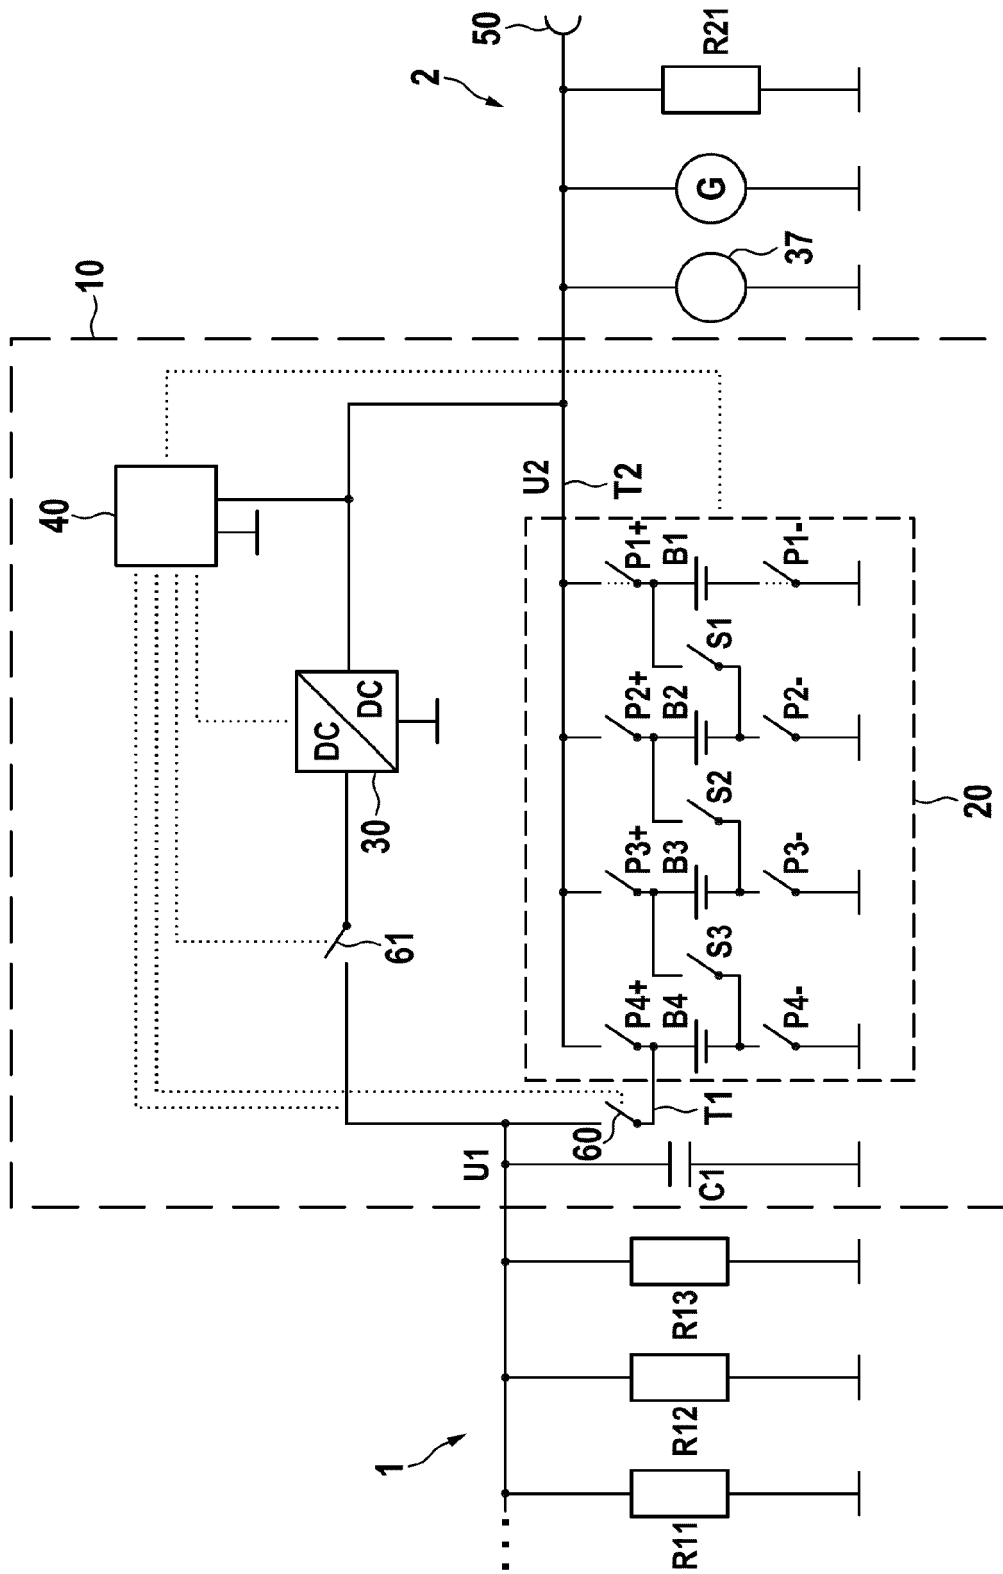 10
40
DC
DC
30
61
U1
60
T1
C1
U2
T2
P4+
P3+
P2+
P1+
B4
B3
B2
B1
S3
S2
S1
P4-
P3-
P2-
P1-
20
1
R11
R12
R13
2
50
37
G
R21